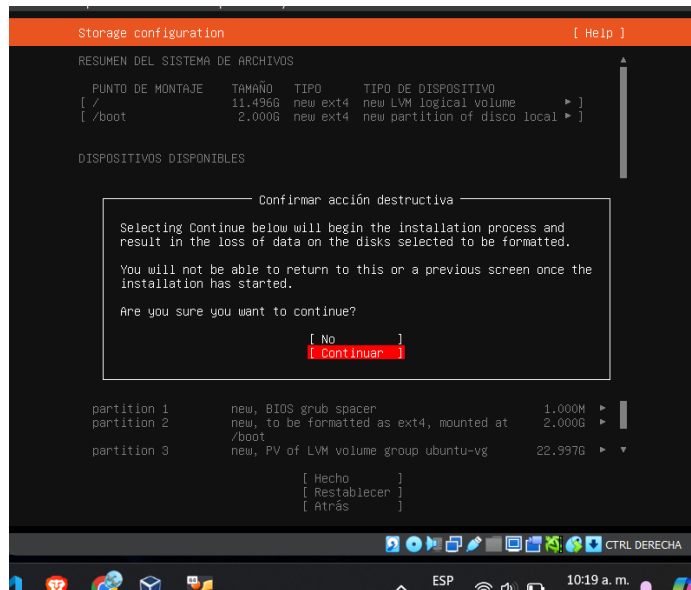 Storage configuration [ Help ]
RESUMEN DEL SISTEMA DE ARCHIVOS
PUNTO DE MONTAJE TAMAÑO TIPO TIPO DE DISPOSITIVO
[ / 11.496G new ext4 new LVM logical volume ▸ ]
[ /boot 2.000G new ext4 new partition of disco local ▸ ]
DISPOSITIVOS DISPONIBLES
Confirmar acción destructiva
Selecting Continue below will begin the installation process and
result in the loss of data on the disks selected to be formatted.
You will not be able to return to this or a previous screen once the
installation has started.
Are you sure you want to continue?
[ No ]
[ Continuar ]
partition 1 new, BIOS grub spacer 1.000M ▸
partition 2 new, to be formatted as ext4, mounted at 2.000G ▸
/boot
partition 3 new, PV of LVM volume group ubuntu-vg 22.997G ▸
[ Hecho ]
[ Restablecer ]
[ Atrás ]
CTRL DERECHA
ESP
10:19 a. m.